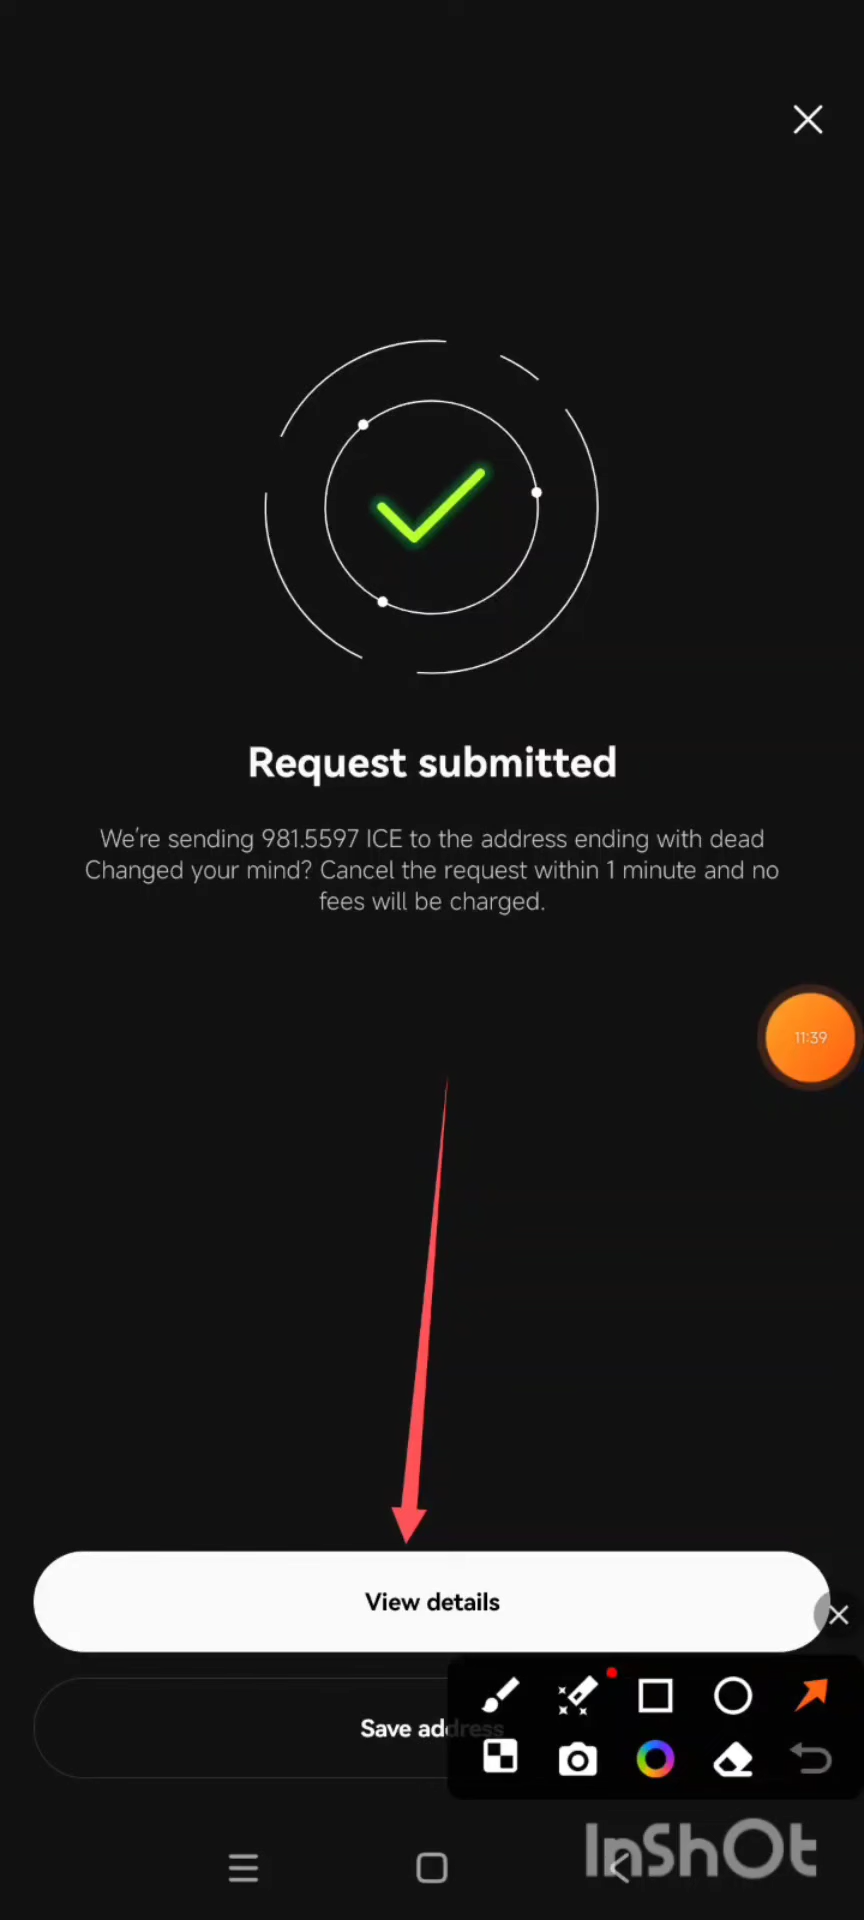 Request submitted
We're sending 981.5597 ICE to the address ending with dead
Changed your mind? Cancel the request within 1 minute and no
fees will be charged.
11:39
View details
Save address
InShOt